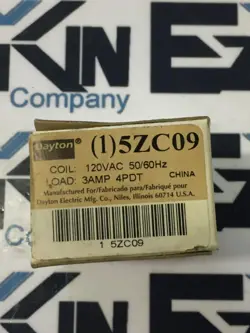 KIN
COMPANY
Dayton® (1)5ZC09
COIL: 120VAC 50/60Hz
LOAD: 3AMP 4PDT CHINA
Manufactured For/Fabricado para/Fabriqué pour
Dayton Electric Mfg. Co., Niles, Illinois 60714 U.S.A.
1 5ZC09